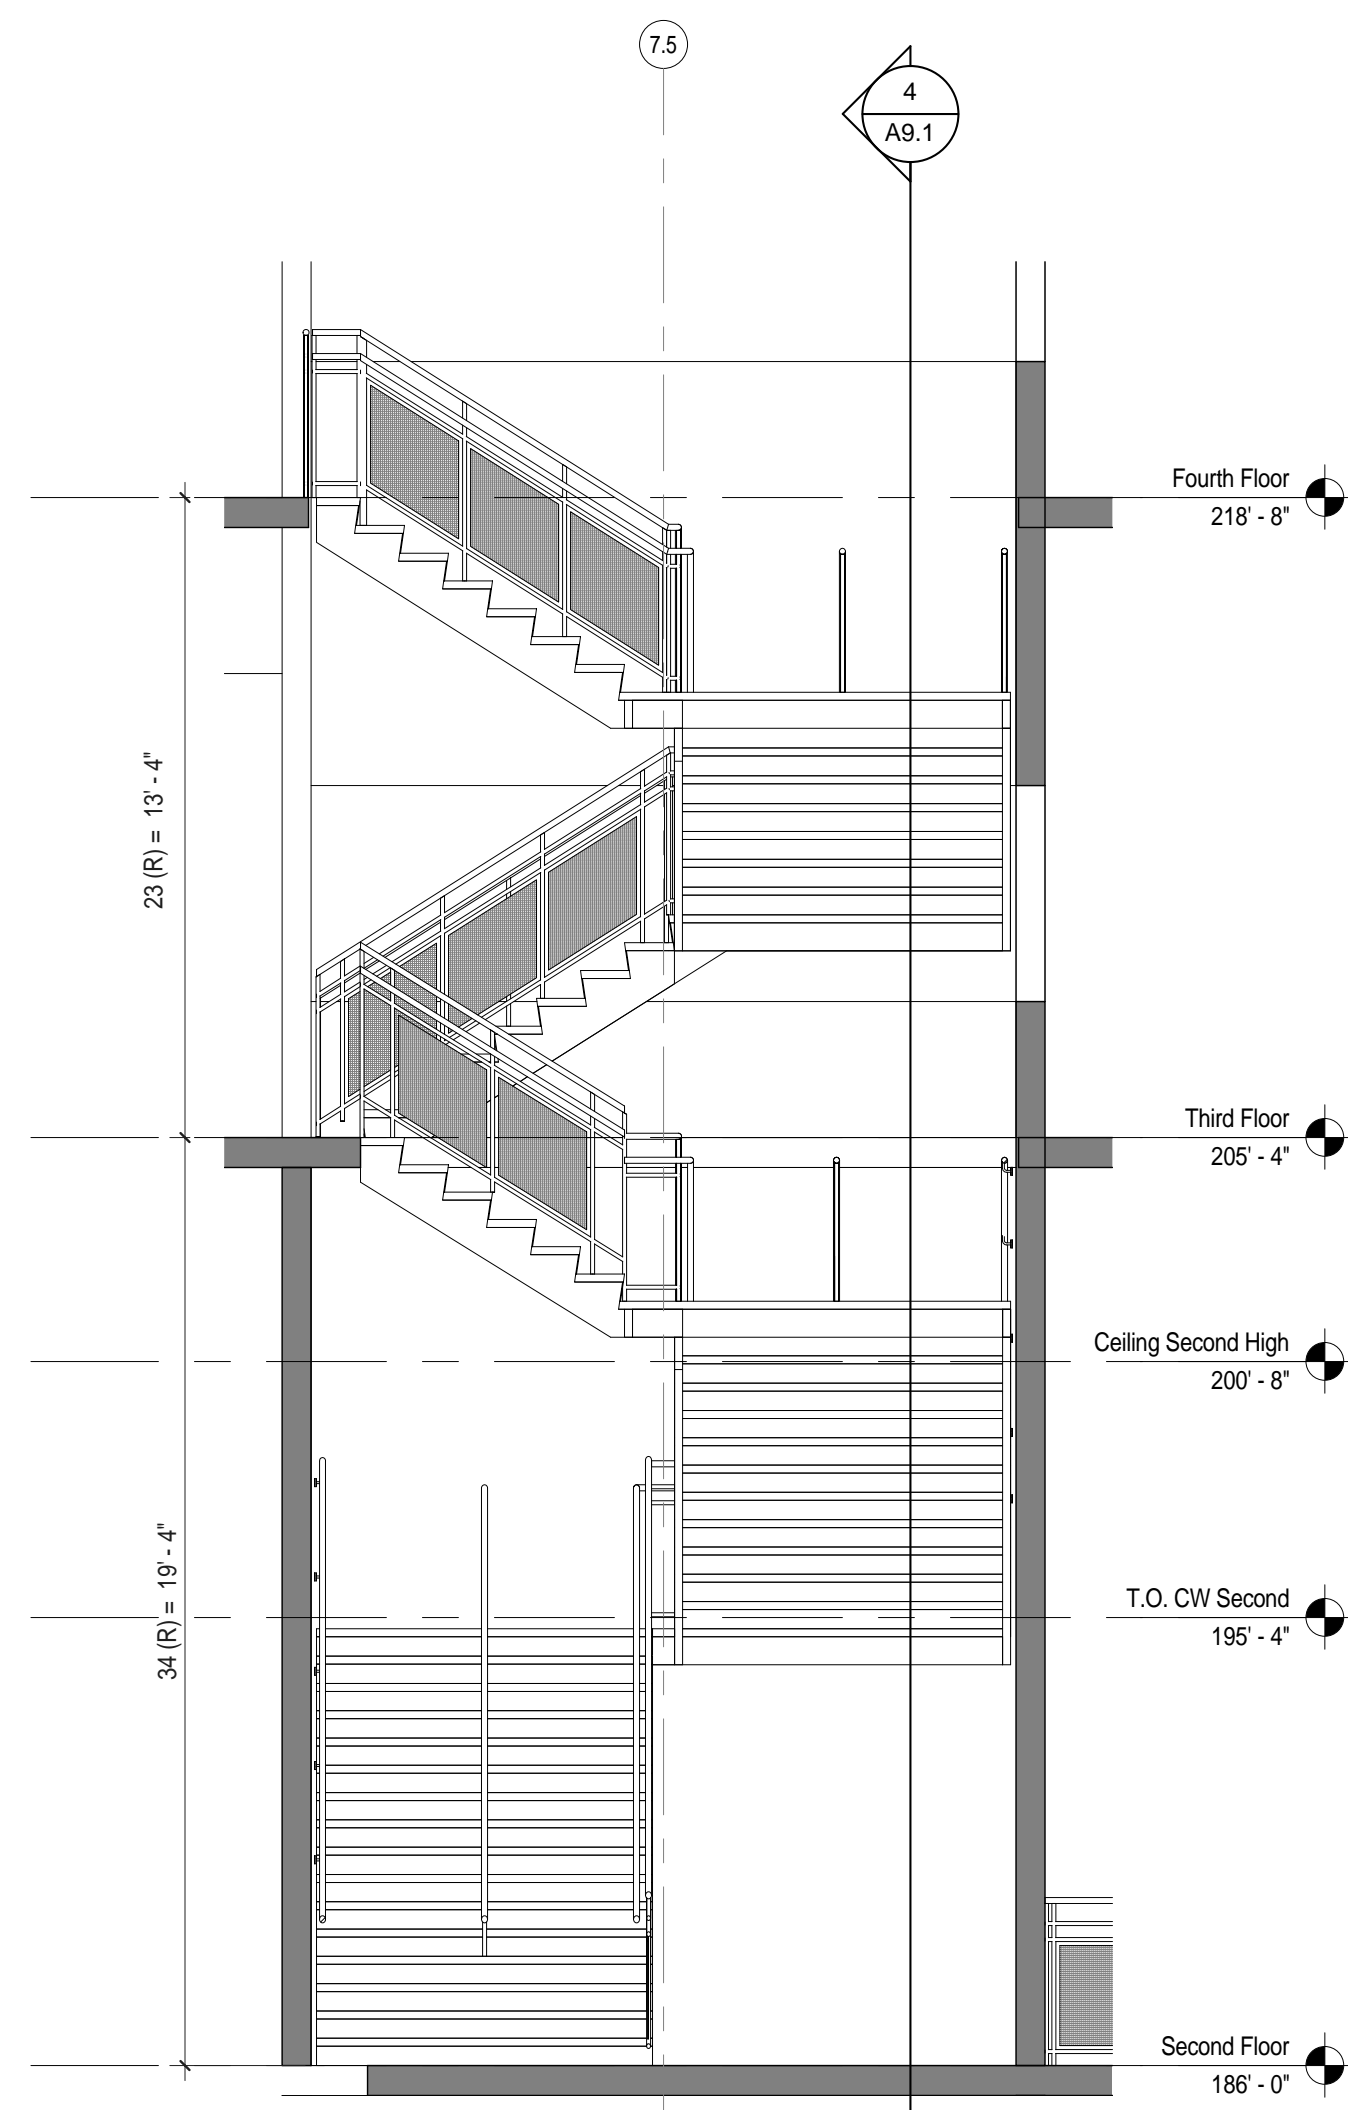 7.5
4
A9.1
Fourth Floor
218' - 8"
23 (R) = 13' - 4"
Third Floor
205' - 4"
Ceiling Second High
200' - 8"
34 (R) = 19' - 4"
T.O. CW Second
195' - 4"
Second Floor
186' - 0"